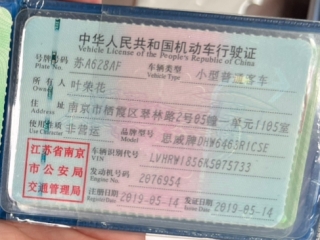 中华人民共和国机动车行驶证
Vehicle License of the People's Republic of China
号牌号码 苏A628AF 车辆类型 小型普通客车
Plate No. Vehicle Type
所有人 叶荣花
Owner
住址 南京市栖霞区翠林路2号05幢一单元1105室
Address
使用性质 非营运 品牌型号 思威牌DHW6463R1CSE
Use Character Model
江苏省南京
市公安局
交通管理局
车辆识别代号 LVHRW1856K5075733
VIN
发动机号码 2076954
Engine No.
注册日期 2019-05-14 发证日期 2019-05-14
Register Date Issue Date